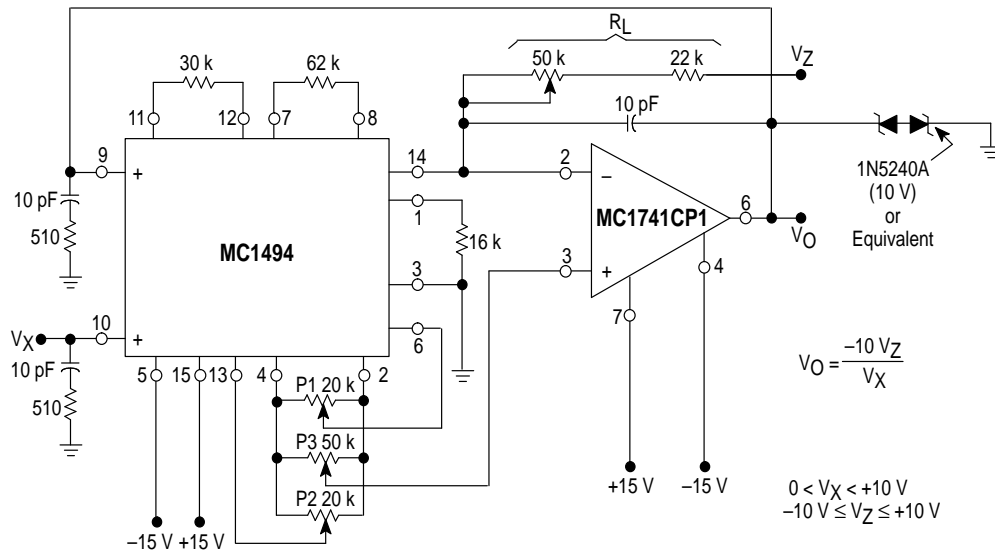 R_L
50 k
22 k
V_Z
30 k
62 k
10 pF
11
12
7
8
9
+
14
2
–
1N5240A
(10 V)
or
Equivalent
10 pF
510
1
MC1494
MC1741CP1
6
V_O
16 k
3
3
+
4
V_X
10
+
6
7
10 pF
510
5
15
13
4
2
P1 20 k
P3 50 k
P2 20 k
V_O = –10 V_Z / V_X
+15 V
–15 V
0 < V_X < +10 V
–10 V ≤ V_Z ≤ +10 V
–15 V
+15 V